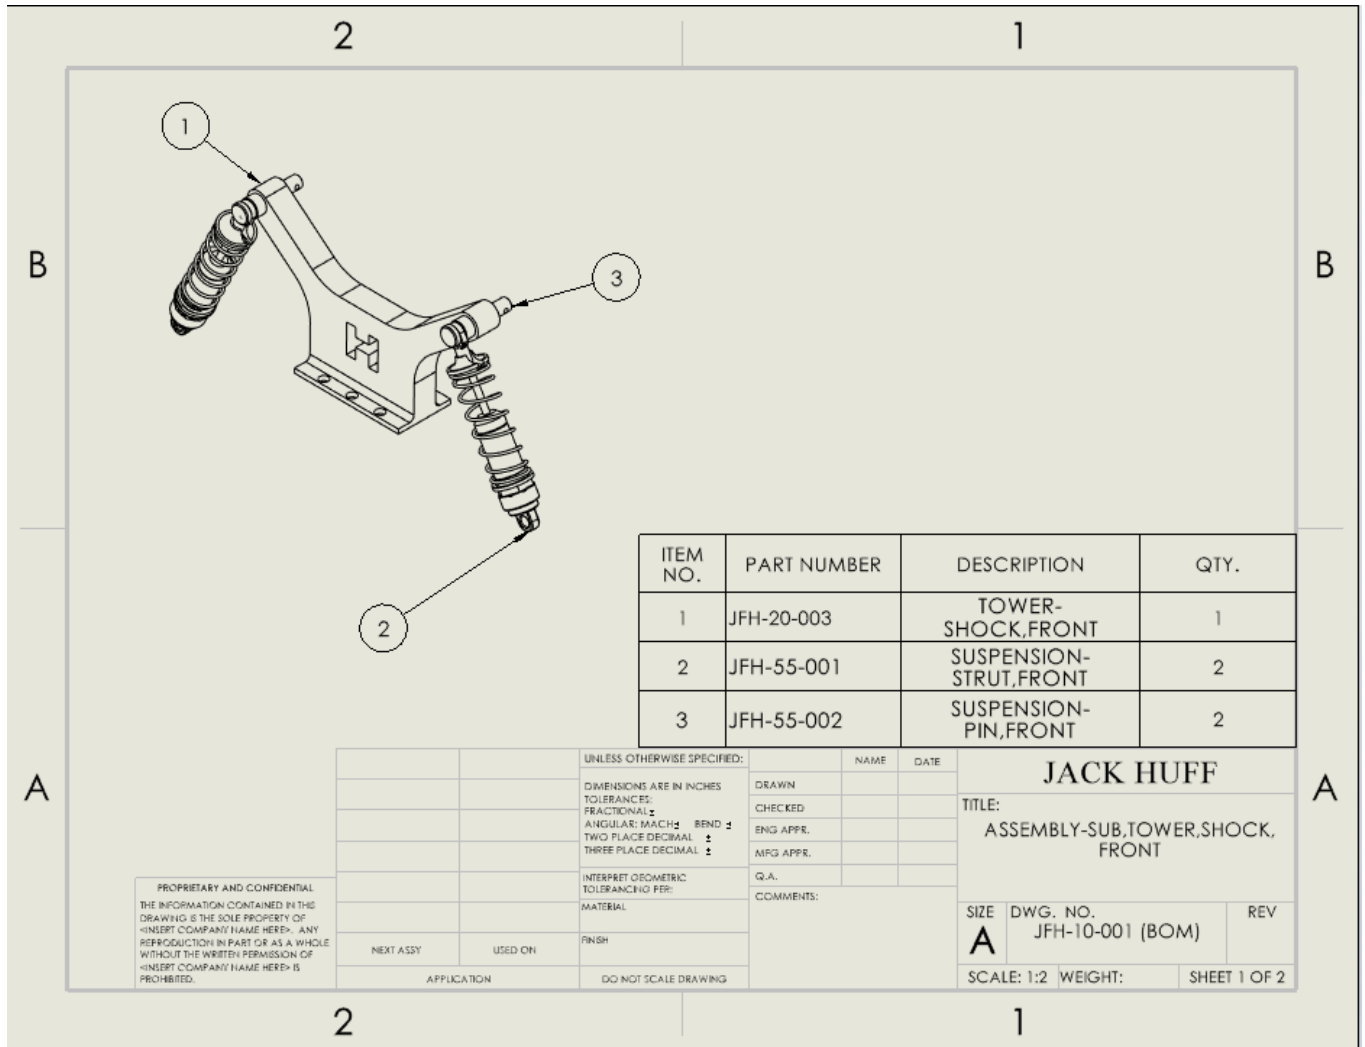 2
1
B
B
1
3
2
ITEM NO.
PART NUMBER
DESCRIPTION
QTY.
1
JFH-20-003
TOWER-
SHOCK,FRONT
1
2
JFH-55-001
SUSPENSION-
STRUT,FRONT
2
3
JFH-55-002
SUSPENSION-
PIN,FRONT
2
A
A
H
PROPRIETARY AND CONFIDENTIAL
THE INFORMATION CONTAINED IN THIS
DRAWING IS THE SOLE PROPERTY OF
<INSERT COMPANY NAME HERE>. ANY
REPRODUCTION IN PART OR AS A WHOLE
WITHOUT THE WRITTEN PERMISSION OF
<INSERT COMPANY NAME HERE> IS
PROHIBITED.
NEXT ASSY
USED ON
APPLICATION
UNLESS OTHERWISE SPECIFIED:
DIMENSIONS ARE IN INCHES
TOLERANCES:
FRACTIONAL ±
ANGULAR: MACH ± BEND ±
TWO PLACE DECIMAL ±
THREE PLACE DECIMAL ±
INTERPRET GEOMETRIC
TOLERANCING PER:
MATERIAL
FINISH
DO NOT SCALE DRAWING
NAME
DATE
DRAWN
CHECKED
ENG APPR.
MFG APPR.
Q.A.
COMMENTS:
JACK HUFF
TITLE:
ASSEMBLY-SUB,TOWER,SHOCK,
FRONT
SIZE
A
DWG. NO.
JFH-10-001 (BOM)
REV
SCALE: 1:2
WEIGHT:
SHEET 1 OF 2
2
1